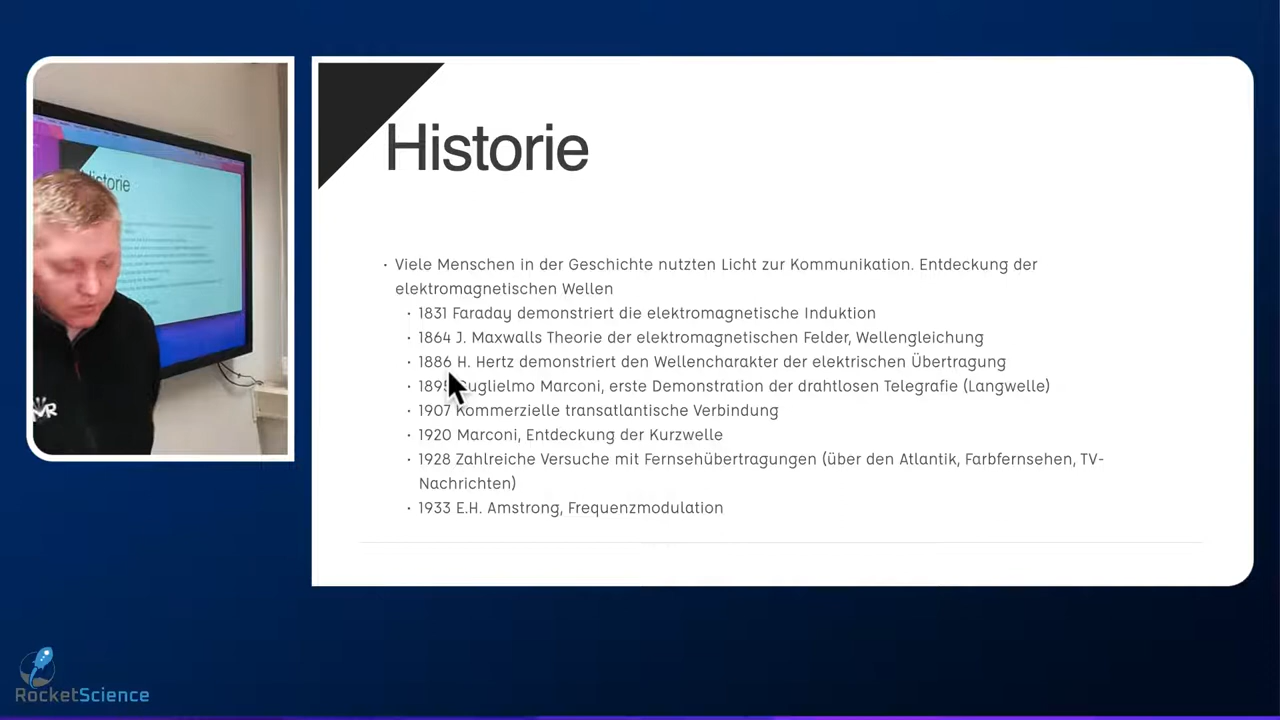 Historie
Viele Menschen in der Geschichte nutzten Licht zur Kommunikation. Entdeckung der
elektromagnetischen Wellen
1831 Faraday demonstriert die elektromagnetische Induktion
1864 J. Maxwalls Theorie der elektromagnetischen Felder, Wellengleichung
1886 H. Hertz demonstriert den Wellencharakter der elektrischen Übertragung
1895 Guglielmo Marconi, erste Demonstration der drahtlosen Telegrafie (Langwelle)
1907 Kommerzielle transatlantische Verbindung
1920 Marconi, Entdeckung der Kurzwelle
1928 Zahlreiche Versuche mit Fernsehübertragungen (über den Atlantik, Farbfernsehen, TV-
Nachrichten)
1933 E.H. Amstrong, Frequenzmodulation
RocketScience